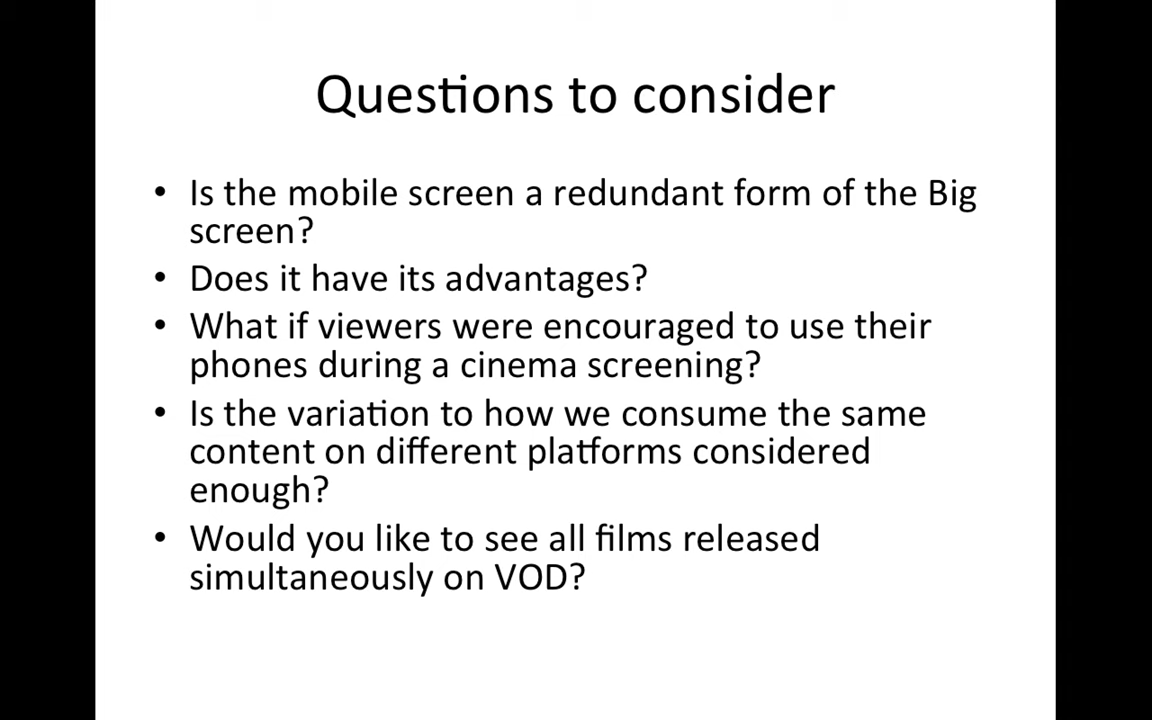 Questions to consider
• Is the mobile screen a redundant form of the Big
screen?
• Does it have its advantages?
• What if viewers were encouraged to use their
phones during a cinema screening?
• Is the variation to how we consume the same
content on different platforms considered
enough?
• Would you like to see all films released
simultaneously on VOD?